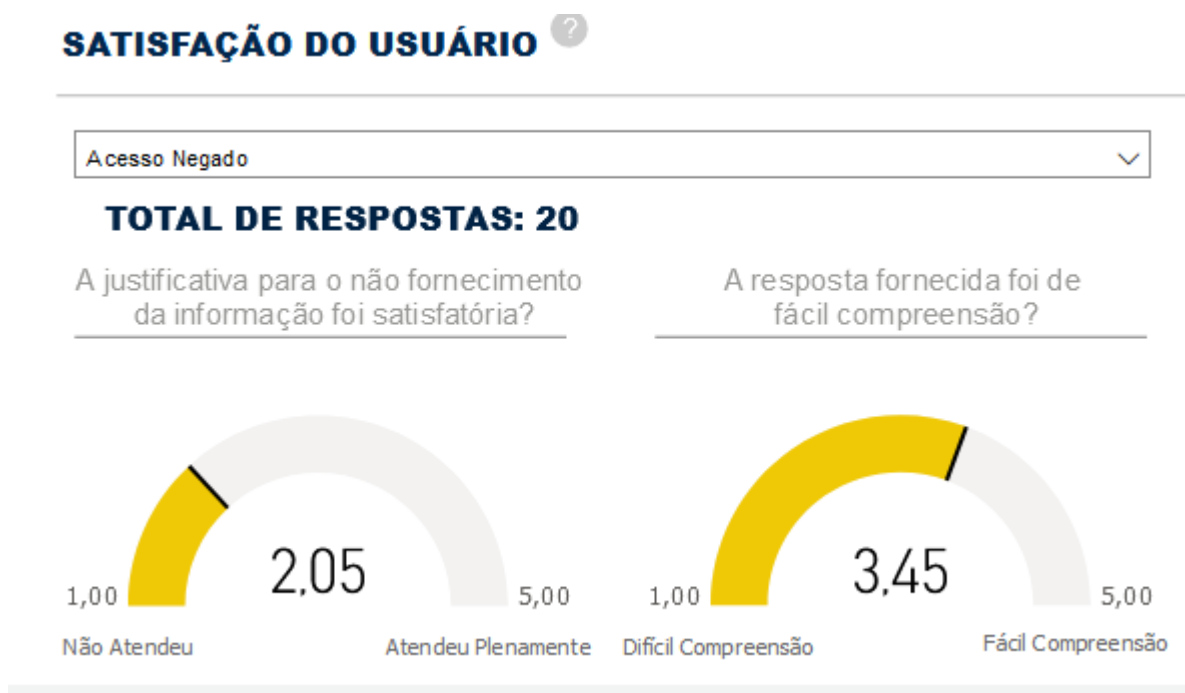 SATISFAÇÃO DO USUÁRIO ?
Acesso Negado
TOTAL DE RESPOSTAS: 20
A justificativa para o não fornecimento
da informação foi satisfatória?
A resposta fornecida foi de
fácil compreensão?
2,05
1,00
5,00
Não Atendeu
Atendeu Plenamente
3,45
1,00
5,00
Difícil Compreensão
Fácil Compreensão